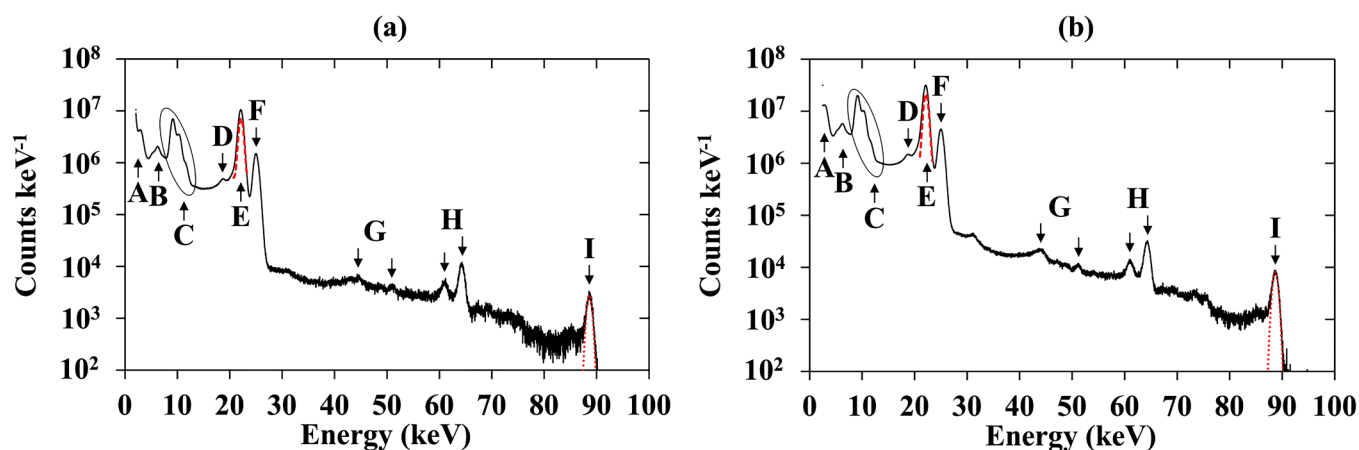 (a)
10⁸
10⁷
10⁶
10⁵
10⁴
10³
10²
Counts keV⁻¹
A
B
C
D
E
F
G
H
I
0 10 20 30 40 50 60 70 80 90 100
Energy (keV)
(b)
10⁸
10⁷
10⁶
10⁵
10⁴
10³
10²
Counts keV⁻¹
A
B
C
D
E
F
G
H
I
0 10 20 30 40 50 60 70 80 90 100
Energy (keV)